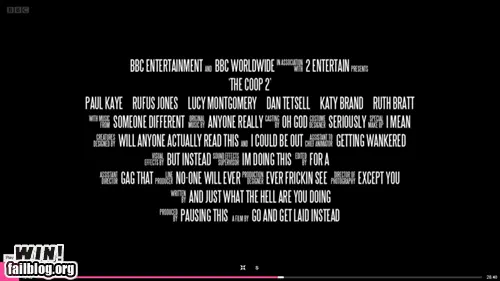 BBC
BBC ENTERTAINMENT AND BBC WORLDWIDE IN ASSOCIATION WITH 2 ENTERTAIN PRESENTS
'THE COOP 2'
PAUL KAYE RUFUS JONES LUCY MONTGOMERY DAN TETSELL KATY BRAND RUTH BRATT
WITH MUSIC FROM SOMEONE DIFFERENT ORIGINAL MUSIC BY ANYONE REALLY CASTING BY OH GOD COSTUME DESIGNER SERIOUSLY SPECIAL MAKE UP I MEAN
CREATURES DESIGNED BY WILL ANYONE ACTUALLY READ THIS AND I COULD BE OUT ASSISTANT TO CHIEF ANIMATOR GETTING WANKERED
VISUAL EFFECTS BY BUT INSTEAD SOUND EFFECTS SUPERVISOR IM DOING THIS EDITED BY FOR A
ASSISTANT DIRECTOR GAG THAT LINE PRODUCER NO-ONE WILL EVER PRODUCTION DESIGNER EVER FRICKIN SEE DIRECTOR OF PHOTOGRAPHY EXCEPT YOU
WRITTEN BY AND JUST WHAT THE HELL ARE YOU DOING
PRODUCED BY PAUSING THIS A FILM BY GO AND GET LAID INSTEAD
WIN!
failblog.org